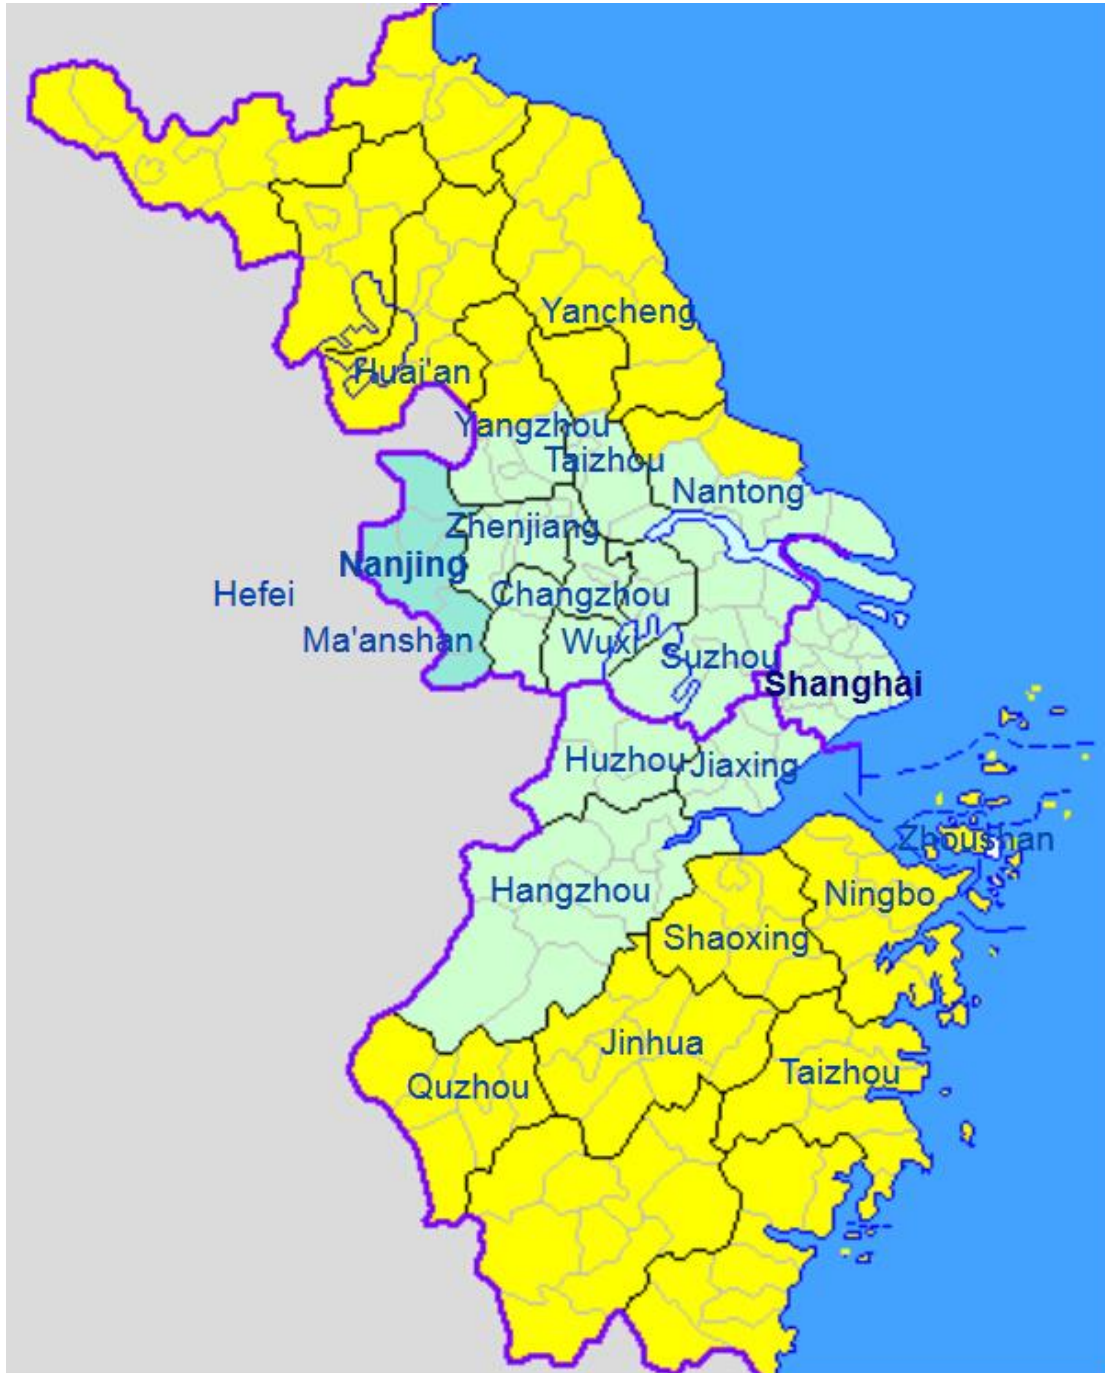 Yancheng
Huai'an
Yangzhou
Taizhou
Nantong
Zhenjiang
Nanjing
Hefei
Changzhou
Ma'anshan
Wuxi
Suzhou
Shanghai
Huzhou
Jiaxing
Zhoushan
Hangzhou
Ningbo
Shaoxing
Jinhua
Taizhou
Quzhou